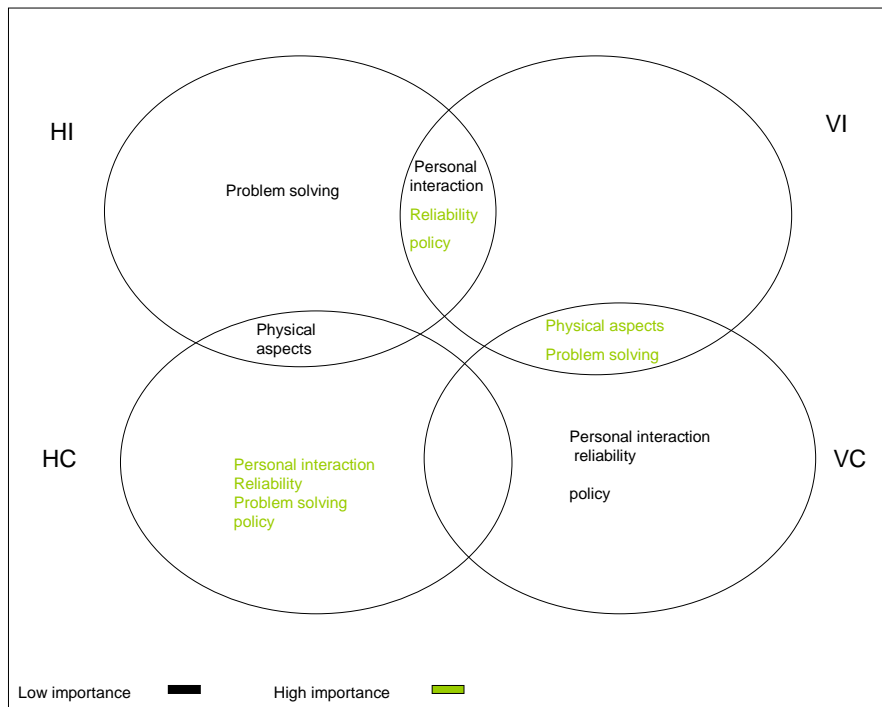 HI
VI
Problem solving
Personal
interaction
Reliability
policy
Physical
aspects
Physical aspects
Problem solving
HC
VC
Personal interaction
Reliability
Problem solving
policy
Personal interaction
reliability
policy
Low importance
High importance